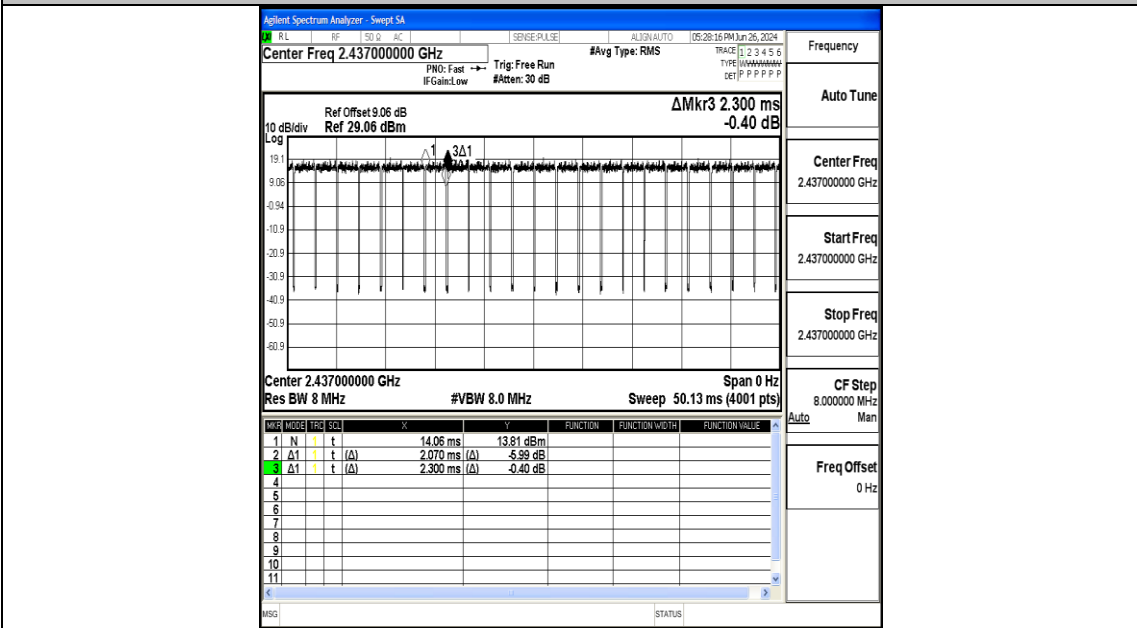 Agilent Spectrum Analyzer - Swept SA
RL RF 50 Ω AC SENSE:PULSE ALIGN AUTO 05:28:16 PM Jun 26, 2024
Center Freq 2.437000000 GHz
#Avg Type: RMS
TRACE 1 2 3 4 5 6
PNO: Fast
Trig: Free Run
TYPE
IFGain:Low
#Atten: 30 dB
DET P P P P P P
Frequency
Auto Tune
Center Freq
2.437000000 GHz
Start Freq
2.437000000 GHz
Stop Freq
2.437000000 GHz
CF Step
8.000000 MHz
Auto Man
Freq Offset
0 Hz
ΔMkr3 2.300 ms
-0.40 dB
Ref Offset 9.06 dB
10 dB/div Ref 29.06 dBm
Log
1 3Δ1
19.1
9.06
-0.94
-10.9
-20.9
-30.9
-40.9
-50.9
-60.9
Center 2.437000000 GHz Span 0 Hz
Res BW 8 MHz #VBW 8.0 MHz Sweep 50.13 ms (4001 pts)
MKR MODE TRC SCL X Y FUNCTION FUNCTION WIDTH FUNCTION VALUE
1 N 1 t 14.06 ms 13.81 dBm
2 Δ1 1 t (Δ) 2.070 ms (Δ) -5.99 dB
3 Δ1 1 t (Δ) 2.300 ms (Δ) -0.40 dB
4
5
6
7
8
9
10
11
MSG STATUS